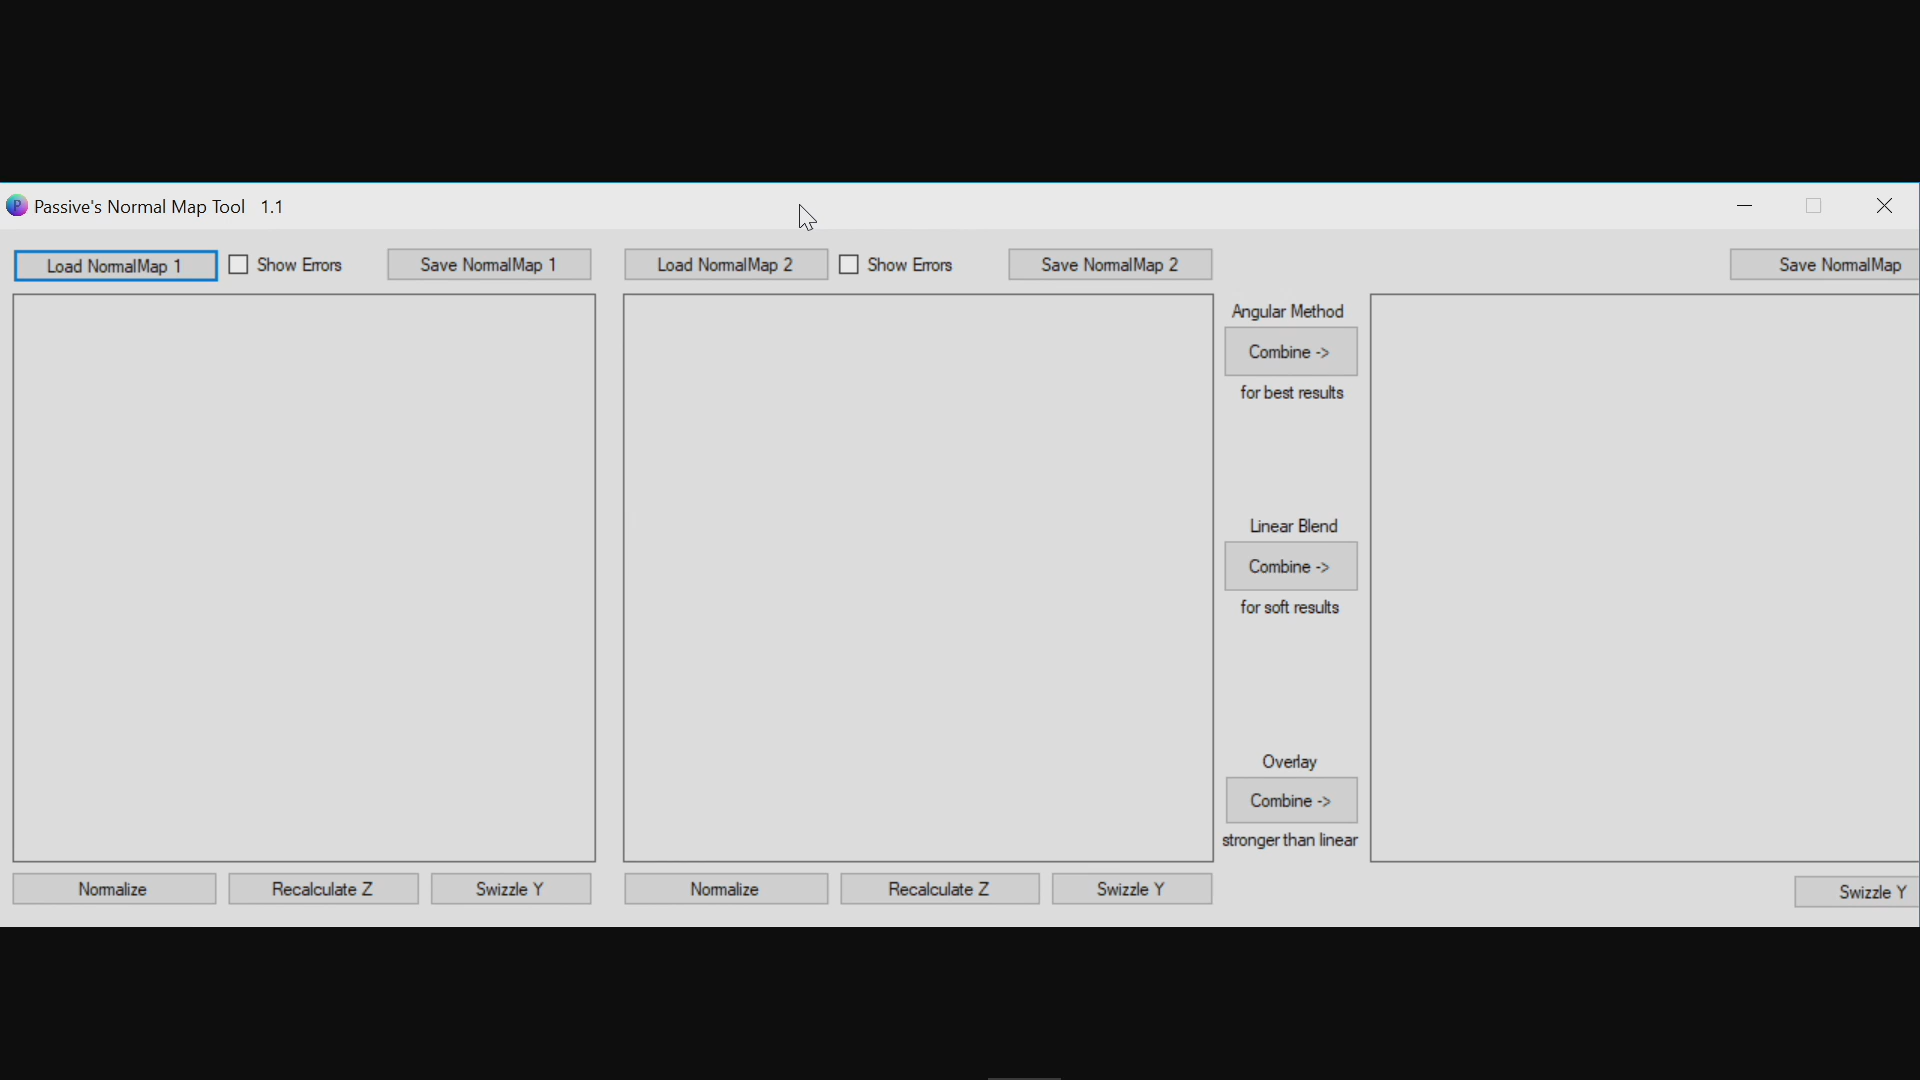 P Passive's Normal Map Tool 1.1
Load NormalMap 1 Show Errors Save NormalMap 1 Load NormalMap 2 Show Errors Save NormalMap 2 Save NormalMap
Angular Method
Combine ->
for best results
Linear Blend
Combine ->
for soft results
Overlay
Combine ->
stronger than linear
Normalize Recalculate Z Swizzle Y Normalize Recalculate Z Swizzle Y Swizzle Y